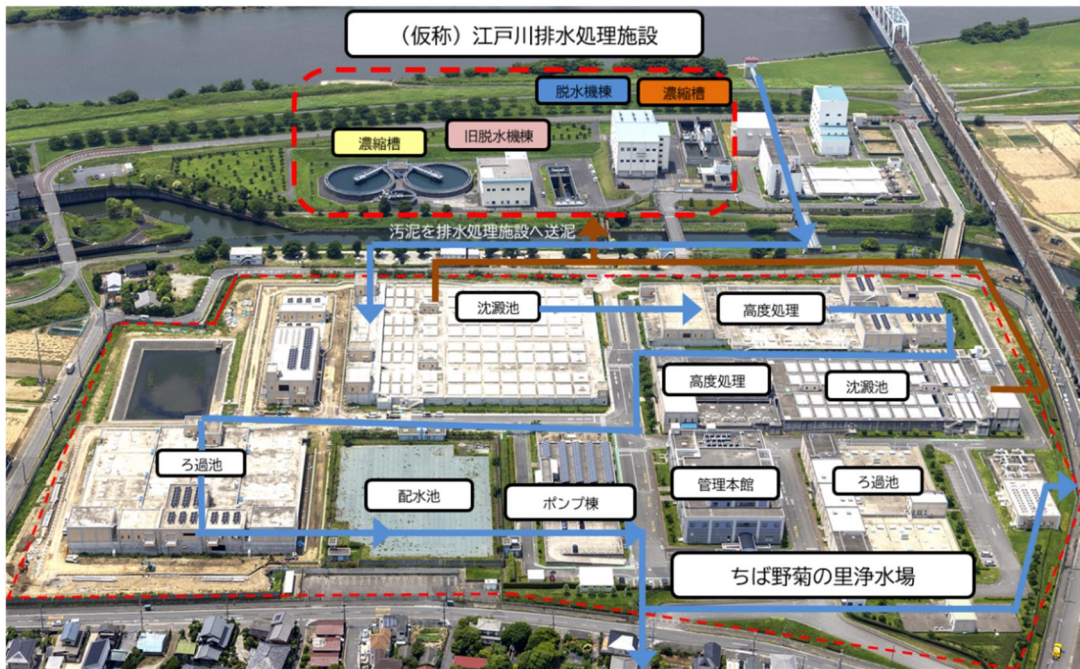 （仮称）江戸川排水処理施設
脱水機棟
濃縮槽
濃縮槽
旧脱水機棟
汚泥を排水処理施設へ送泥
沈澱池
高度処理
高度処理
沈澱池
ろ過池
配水池
ポンプ棟
管理本館
ろ過池
ちば野菊の里浄水場